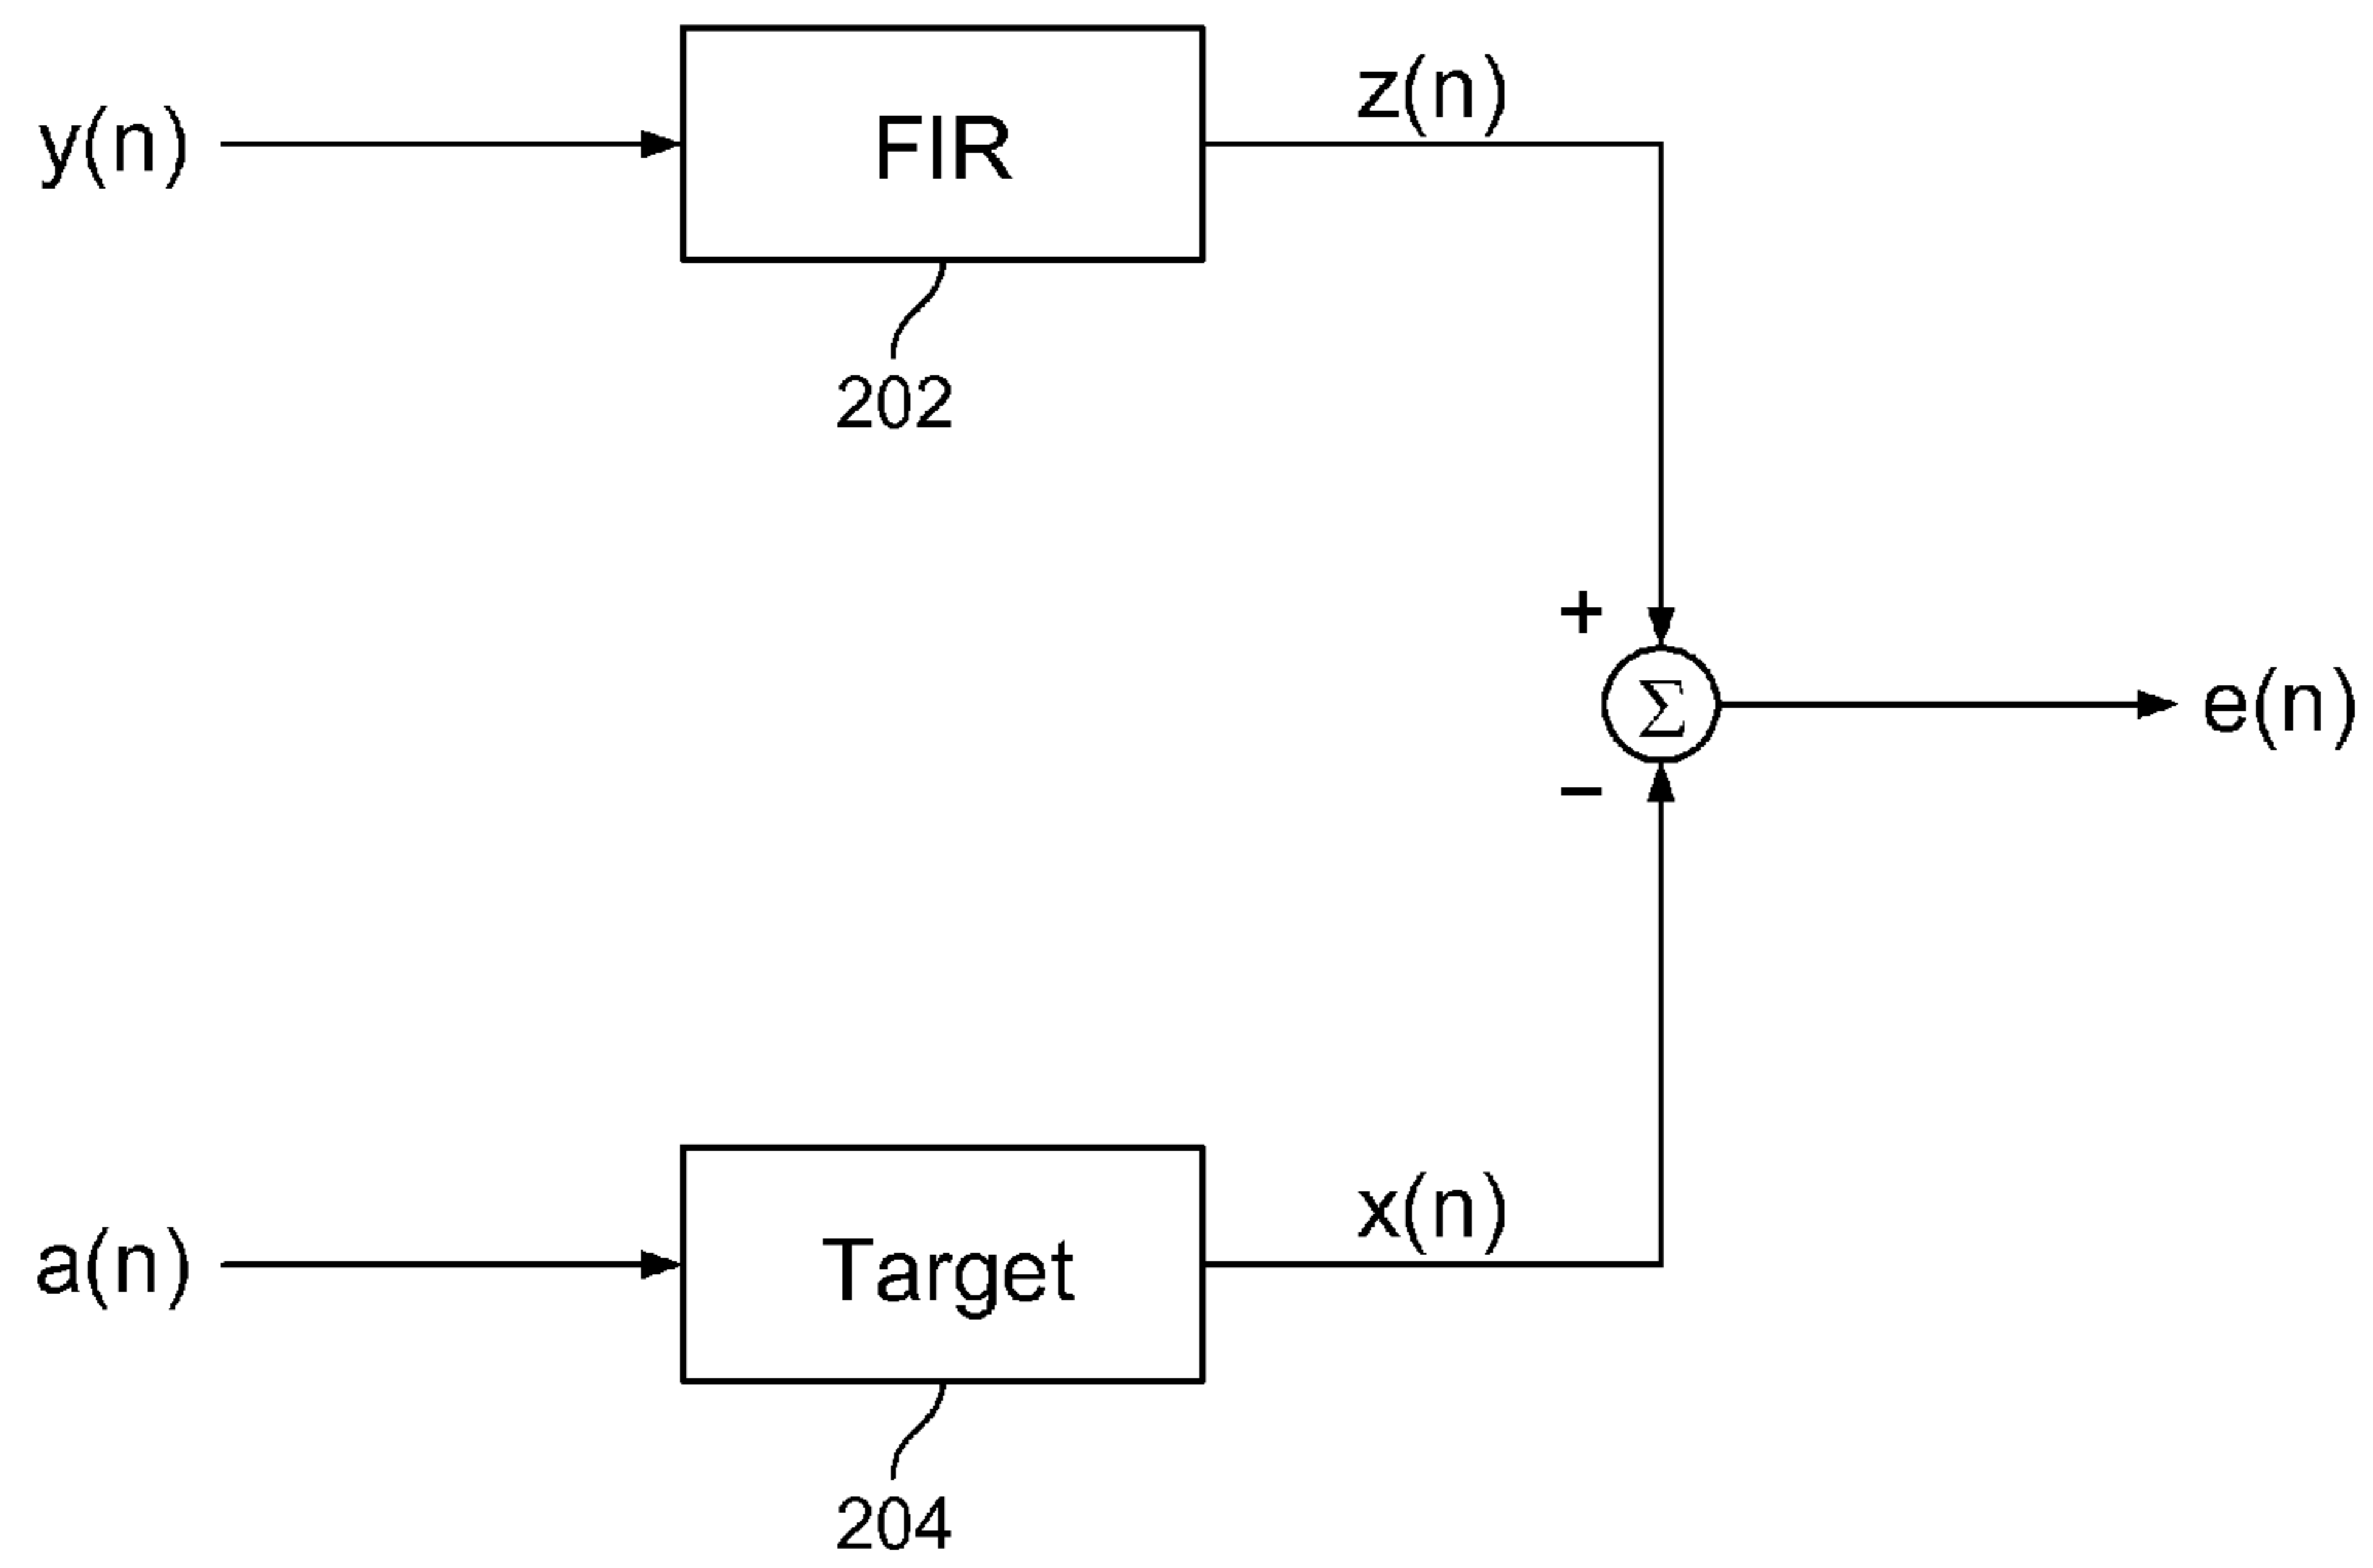 z(n)
y(n)
FIR
202
+
Σ
e(n)
−
x(n)
a(n)
Target
204